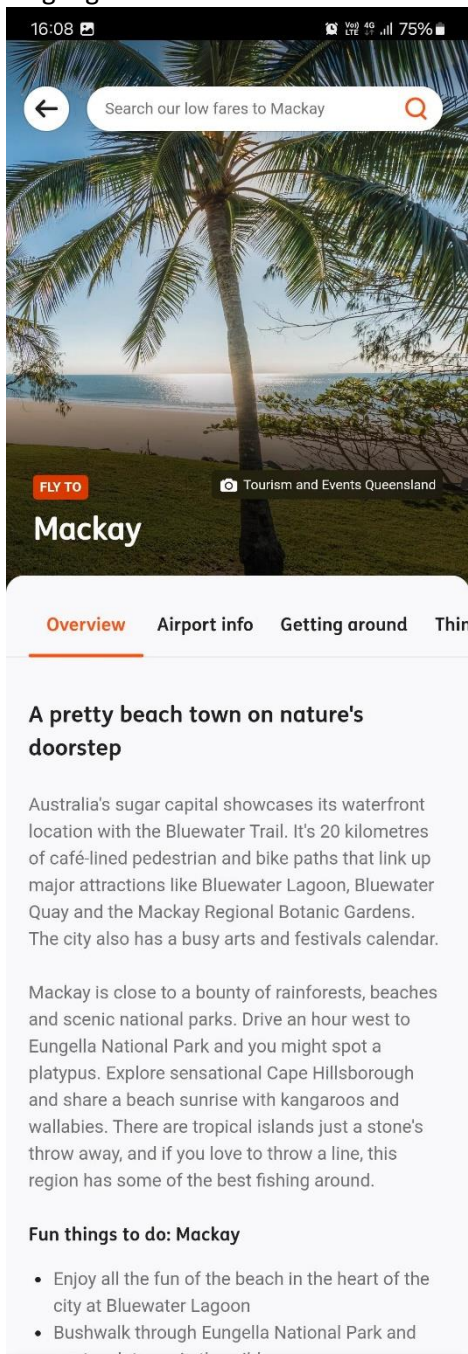 16:08 Vo)) 4G 75%
LTE
Search our low fares to Mackay
FLY TO
Tourism and Events Queensland
Mackay
Overview Airport info Getting around Thin
A pretty beach town on nature's
doorstep
Australia's sugar capital showcases its waterfront
location with the Bluewater Trail. It's 20 kilometres
of café-lined pedestrian and bike paths that link up
major attractions like Bluewater Lagoon, Bluewater
Quay and the Mackay Regional Botanic Gardens.
The city also has a busy arts and festivals calendar.
Mackay is close to a bounty of rainforests, beaches
and scenic national parks. Drive an hour west to
Eungella National Park and you might spot a
platypus. Explore sensational Cape Hillsborough
and share a beach sunrise with kangaroos and
wallabies. There are tropical islands just a stone's
throw away, and if you love to throw a line, this
region has some of the best fishing around.
Fun things to do: Mackay
• Enjoy all the fun of the beach in the heart of the
city at Bluewater Lagoon
• Bushwalk through Eungella National Park and